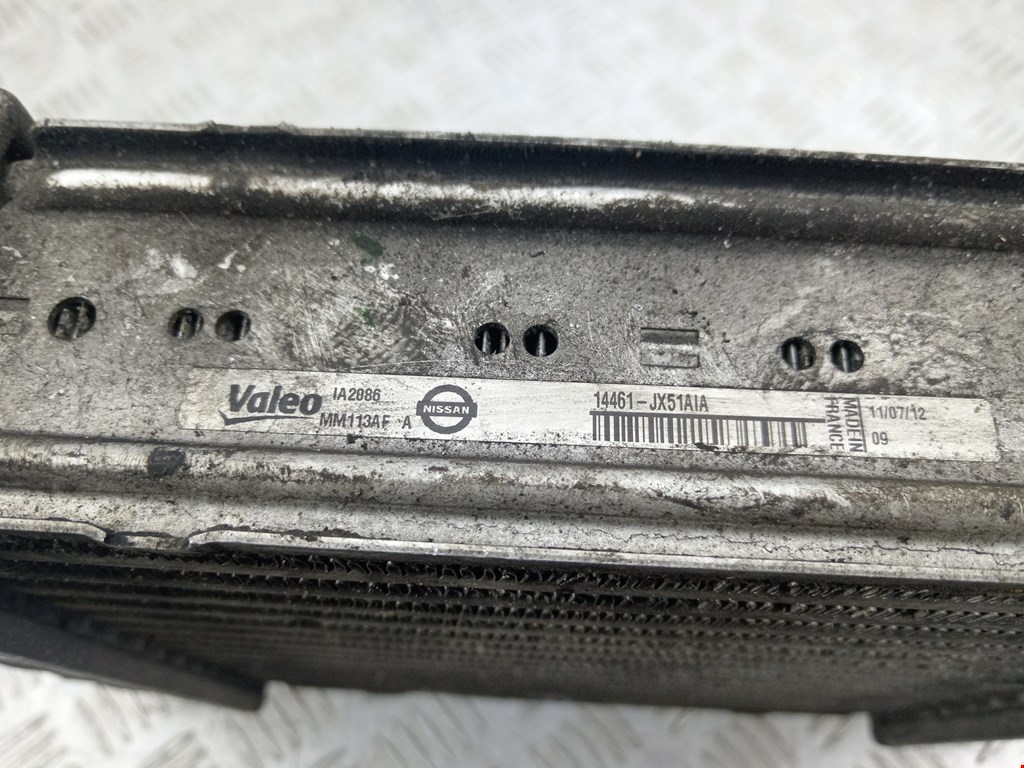 Valeo
IA2086
MM113AF A
NISSAN
14461-JX51AIA
MADE IN
FRANCE
11/07/12
09